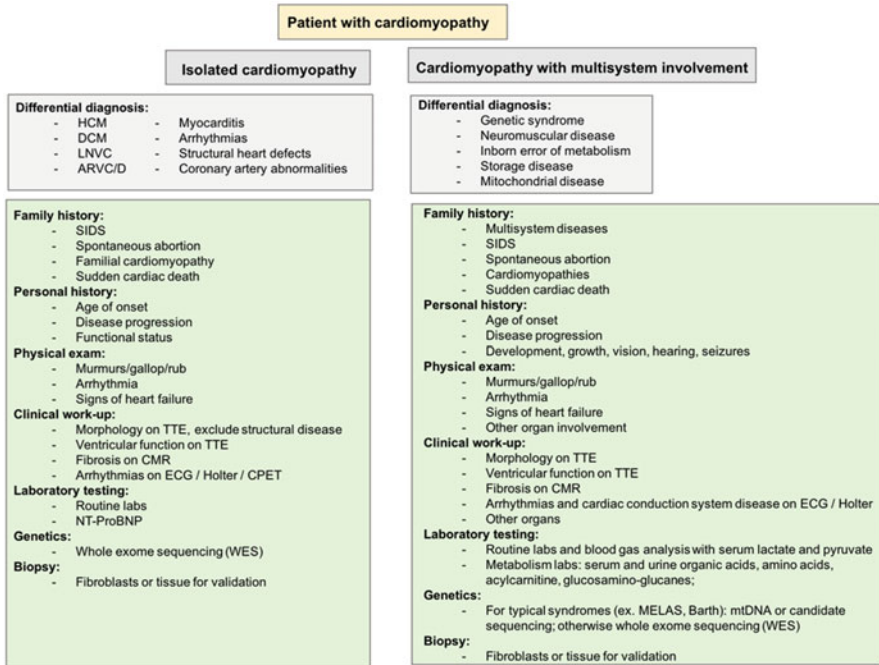 Patient with cardiomyopathy
Isolated cardiomyopathy
Differential diagnosis:
- HCM - Myocarditis
- DCM - Arrhythmias
- LNVC - Structural heart defects
- ARVC/D - Coronary artery abnormalities
Family history:
- SIDS
- Spontaneous abortion
- Familial cardiomyopathy
- Sudden cardiac death
Personal history:
- Age of onset
- Disease progression
- Functional status
Physical exam:
- Murmurs/gallop/rub
- Arrhythmia
- Signs of heart failure
Clinical work-up:
- Morphology on TTE, exclude structural disease
- Ventricular function on TTE
- Fibrosis on CMR
- Arrhythmias on ECG / Holter / CPET
Laboratory testing:
- Routine labs
- NT-ProBNP
Genetics:
- Whole exome sequencing (WES)
Biopsy:
- Fibroblasts or tissue for validation
Cardiomyopathy with multisystem involvement
Differential diagnosis:
- Genetic syndrome
- Neuromuscular disease
- Inborn error of metabolism
- Storage disease
- Mitochondrial disease
Family history:
- Multisystem diseases
- SIDS
- Spontaneous abortion
- Cardiomyopathies
- Sudden cardiac death
Personal history:
- Age of onset
- Disease progression
- Development, growth, vision, hearing, seizures
Physical exam:
- Murmurs/gallop/rub
- Arrhythmia
- Signs of heart failure
- Other organ involvement
Clinical work-up:
- Morphology on TTE
- Ventricular function on TTE
- Fibrosis on CMR
- Arrhythmias and cardiac conduction system disease on ECG / Holter
- Other organs
Laboratory testing:
- Routine labs and blood gas analysis with serum lactate and pyruvate
- Metabolism labs: serum and urine organic acids, amino acids,
acylcarnitine, glucosamino-glucanes;
Genetics:
- For typical syndromes (ex. MELAS, Barth): mtDNA or candidate
sequencing; otherwise whole exome sequencing (WES)
Biopsy:
- Fibroblasts or tissue for validation